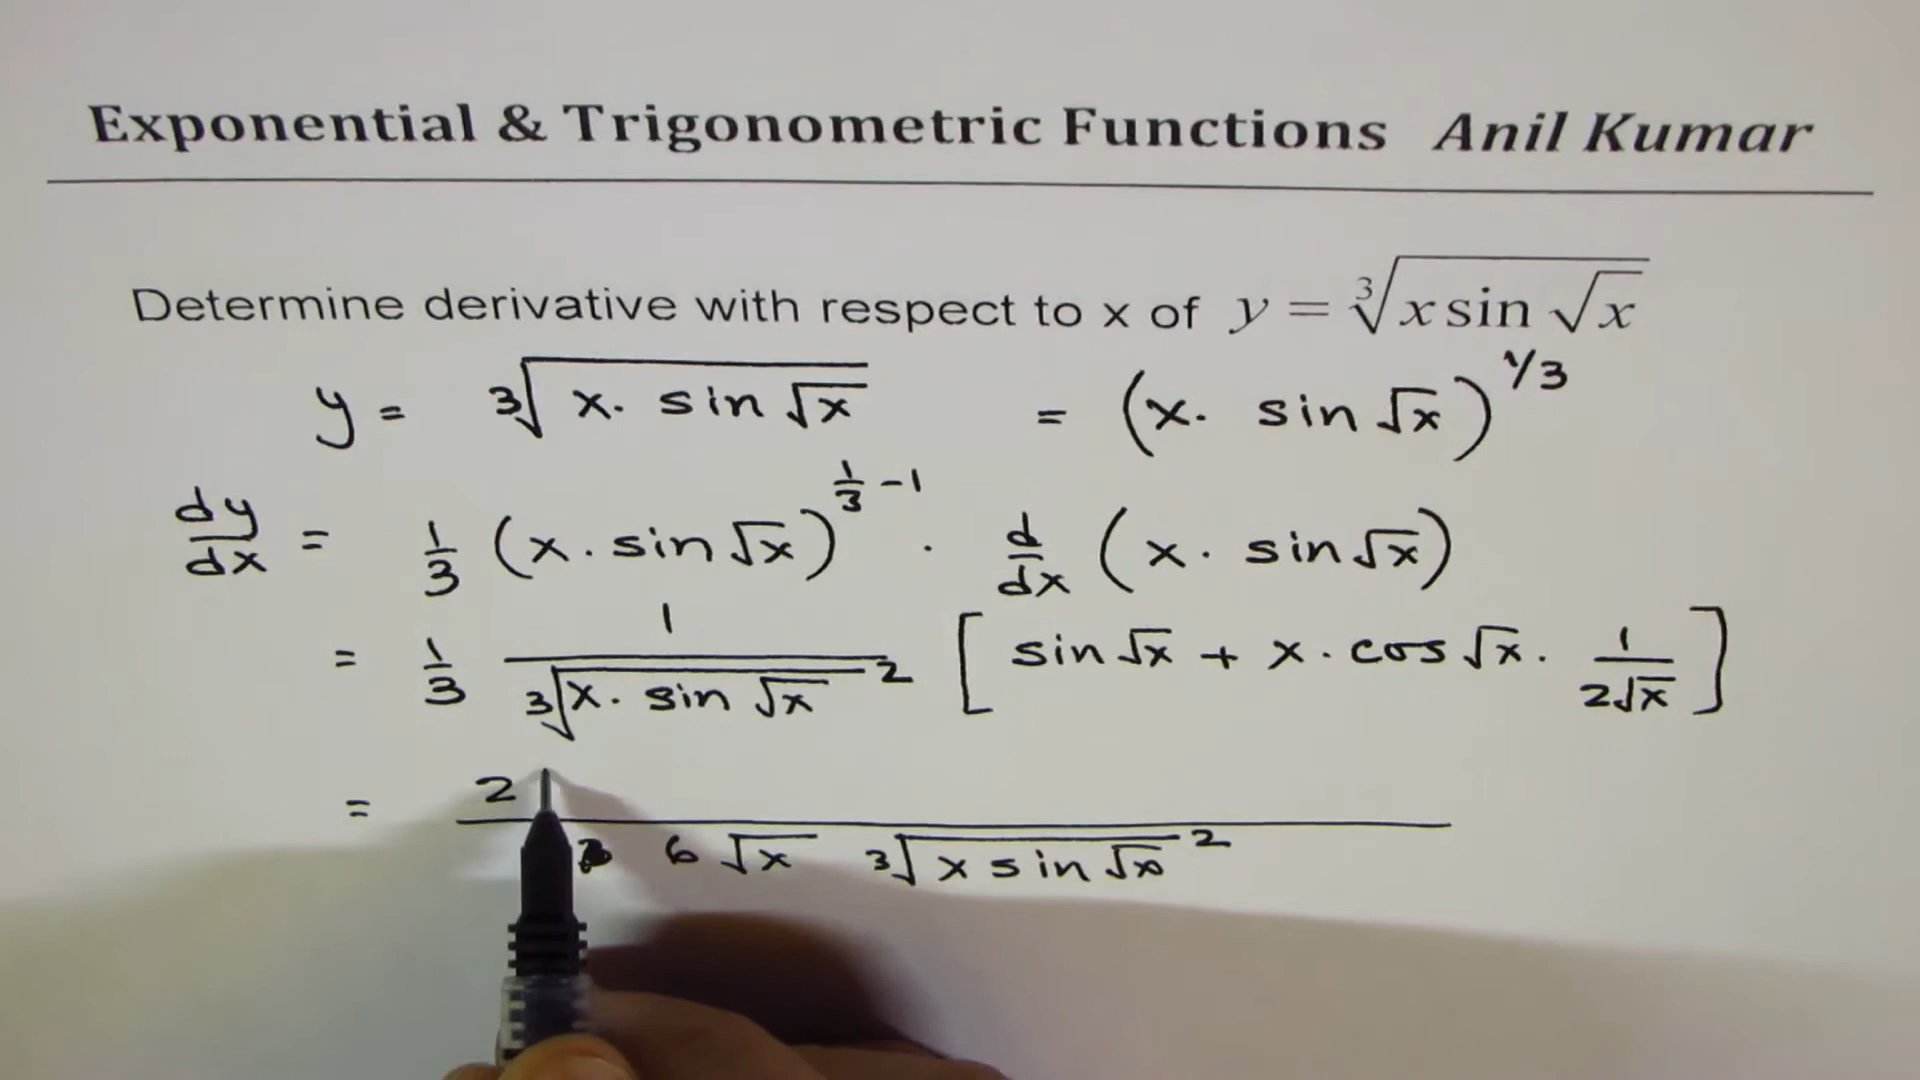 Exponential & Trigonometric Functions Anil Kumar
Determine derivative with respect to x of y = ∛(x sin √x)
y = ∛(x. sin √x) = (x. sin √x)^1/3
dy/dx = 1/3 (x . sin √x)^(1/3 - 1) . d/dx (x . sin √x)
= 1/3 1/∛(x . sin √x)² [sin √x + x . cos √x . 1/(2√x)]
= 2 / 6 √x ∛(x sin √x)²